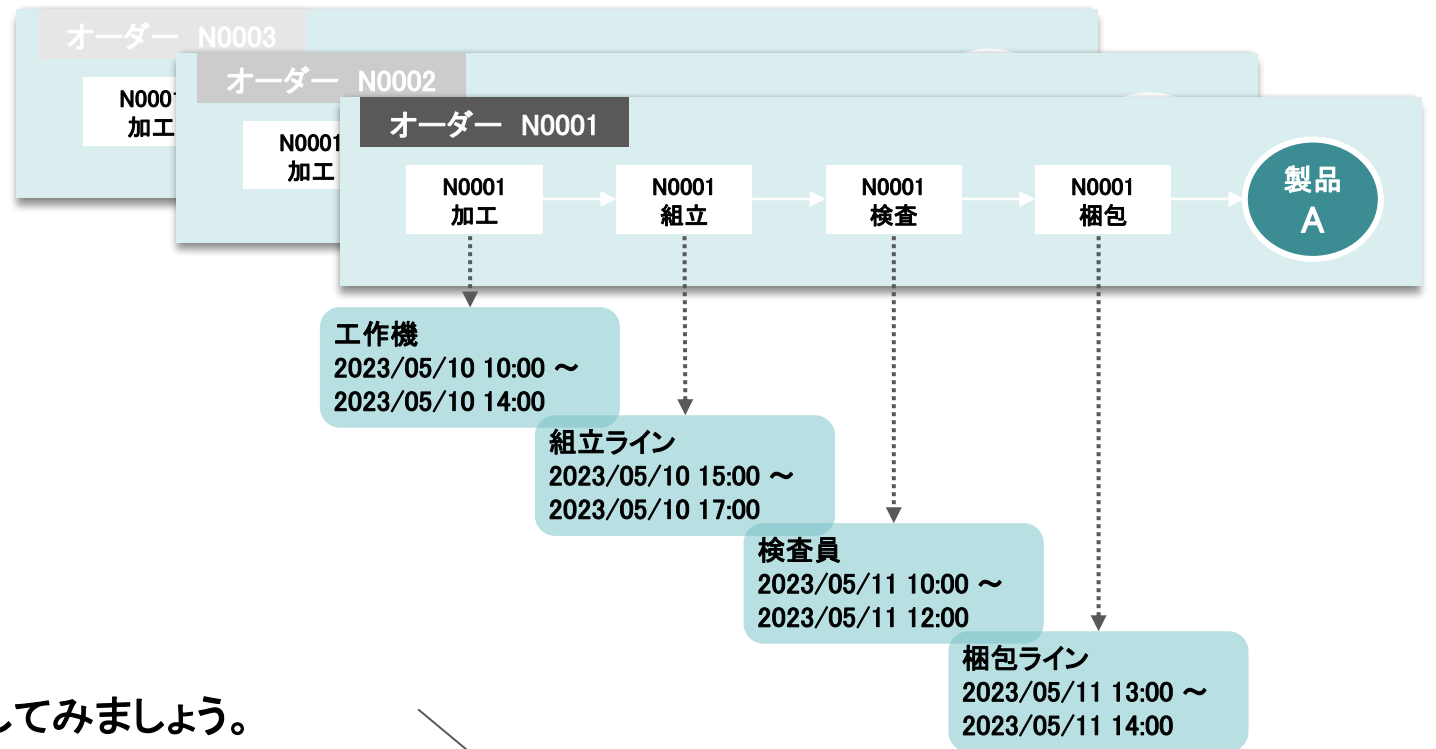 オーダー N0003
N0001
加工
オーダー N0002
N0001
加工
オーダー N0001
N0001
加工
N0001
組立
N0001
検査
N0001
梱包
製品
A
工作機
2023/05/10 10:00 ～
2023/05/10 14:00
組立ライン
2023/05/10 15:00 ～
2023/05/10 17:00
検査員
2023/05/11 10:00 ～
2023/05/11 12:00
梱包ライン
2023/05/11 13:00 ～
2023/05/11 14:00
してみましょう。